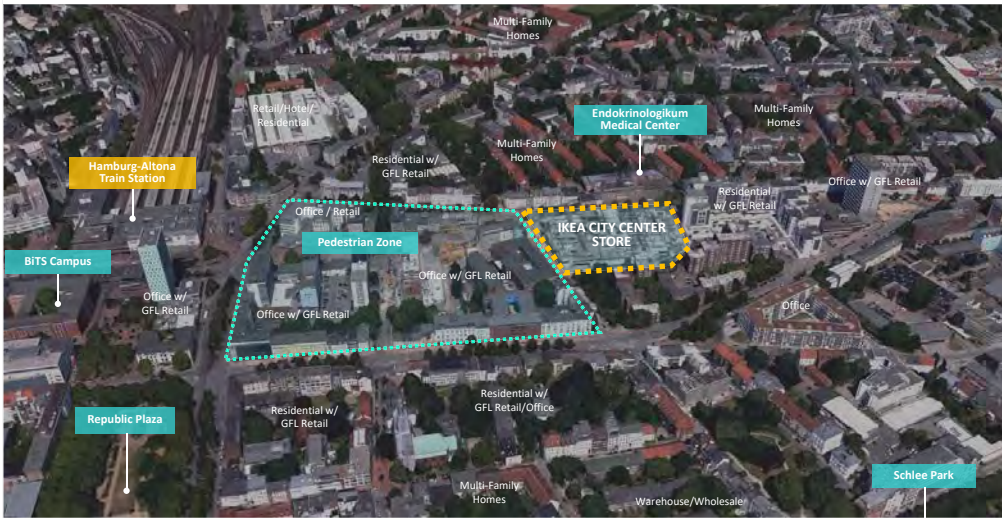 Multi-Family
Homes
Retail/Hotel/
Residential
Endokrinologikum
Medical Center
Multi-Family
Homes
Multi-Family
Homes
Residential w/
GFL Retail
Hamburg-Altona
Train Station
Office w/ GFL Retail
Residential
w/ GFL Retail
Office / Retail
IKEA CITY CENTER
STORE
Pedestrian Zone
BiTS Campus
Office w/ GFL Retail
Office w/
GFL Retail
Office w/ GFL Retail
Office
Republic Plaza
Residential w/
GFL Retail
Residential w/
GFL Retail/Office
Schlee Park
Multi-Family
Homes
Warehouse/Wholesale